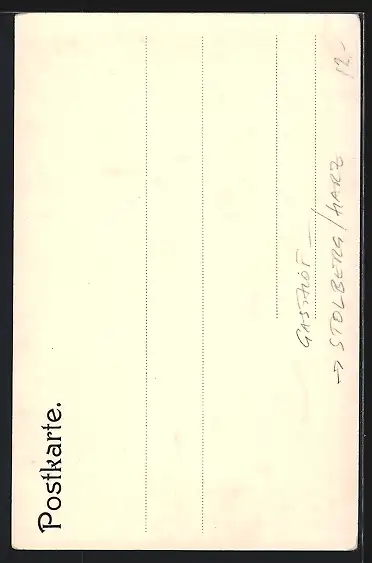 Postkarte.
GASTHOF —
→ STOLBERG/HARZ
12.-